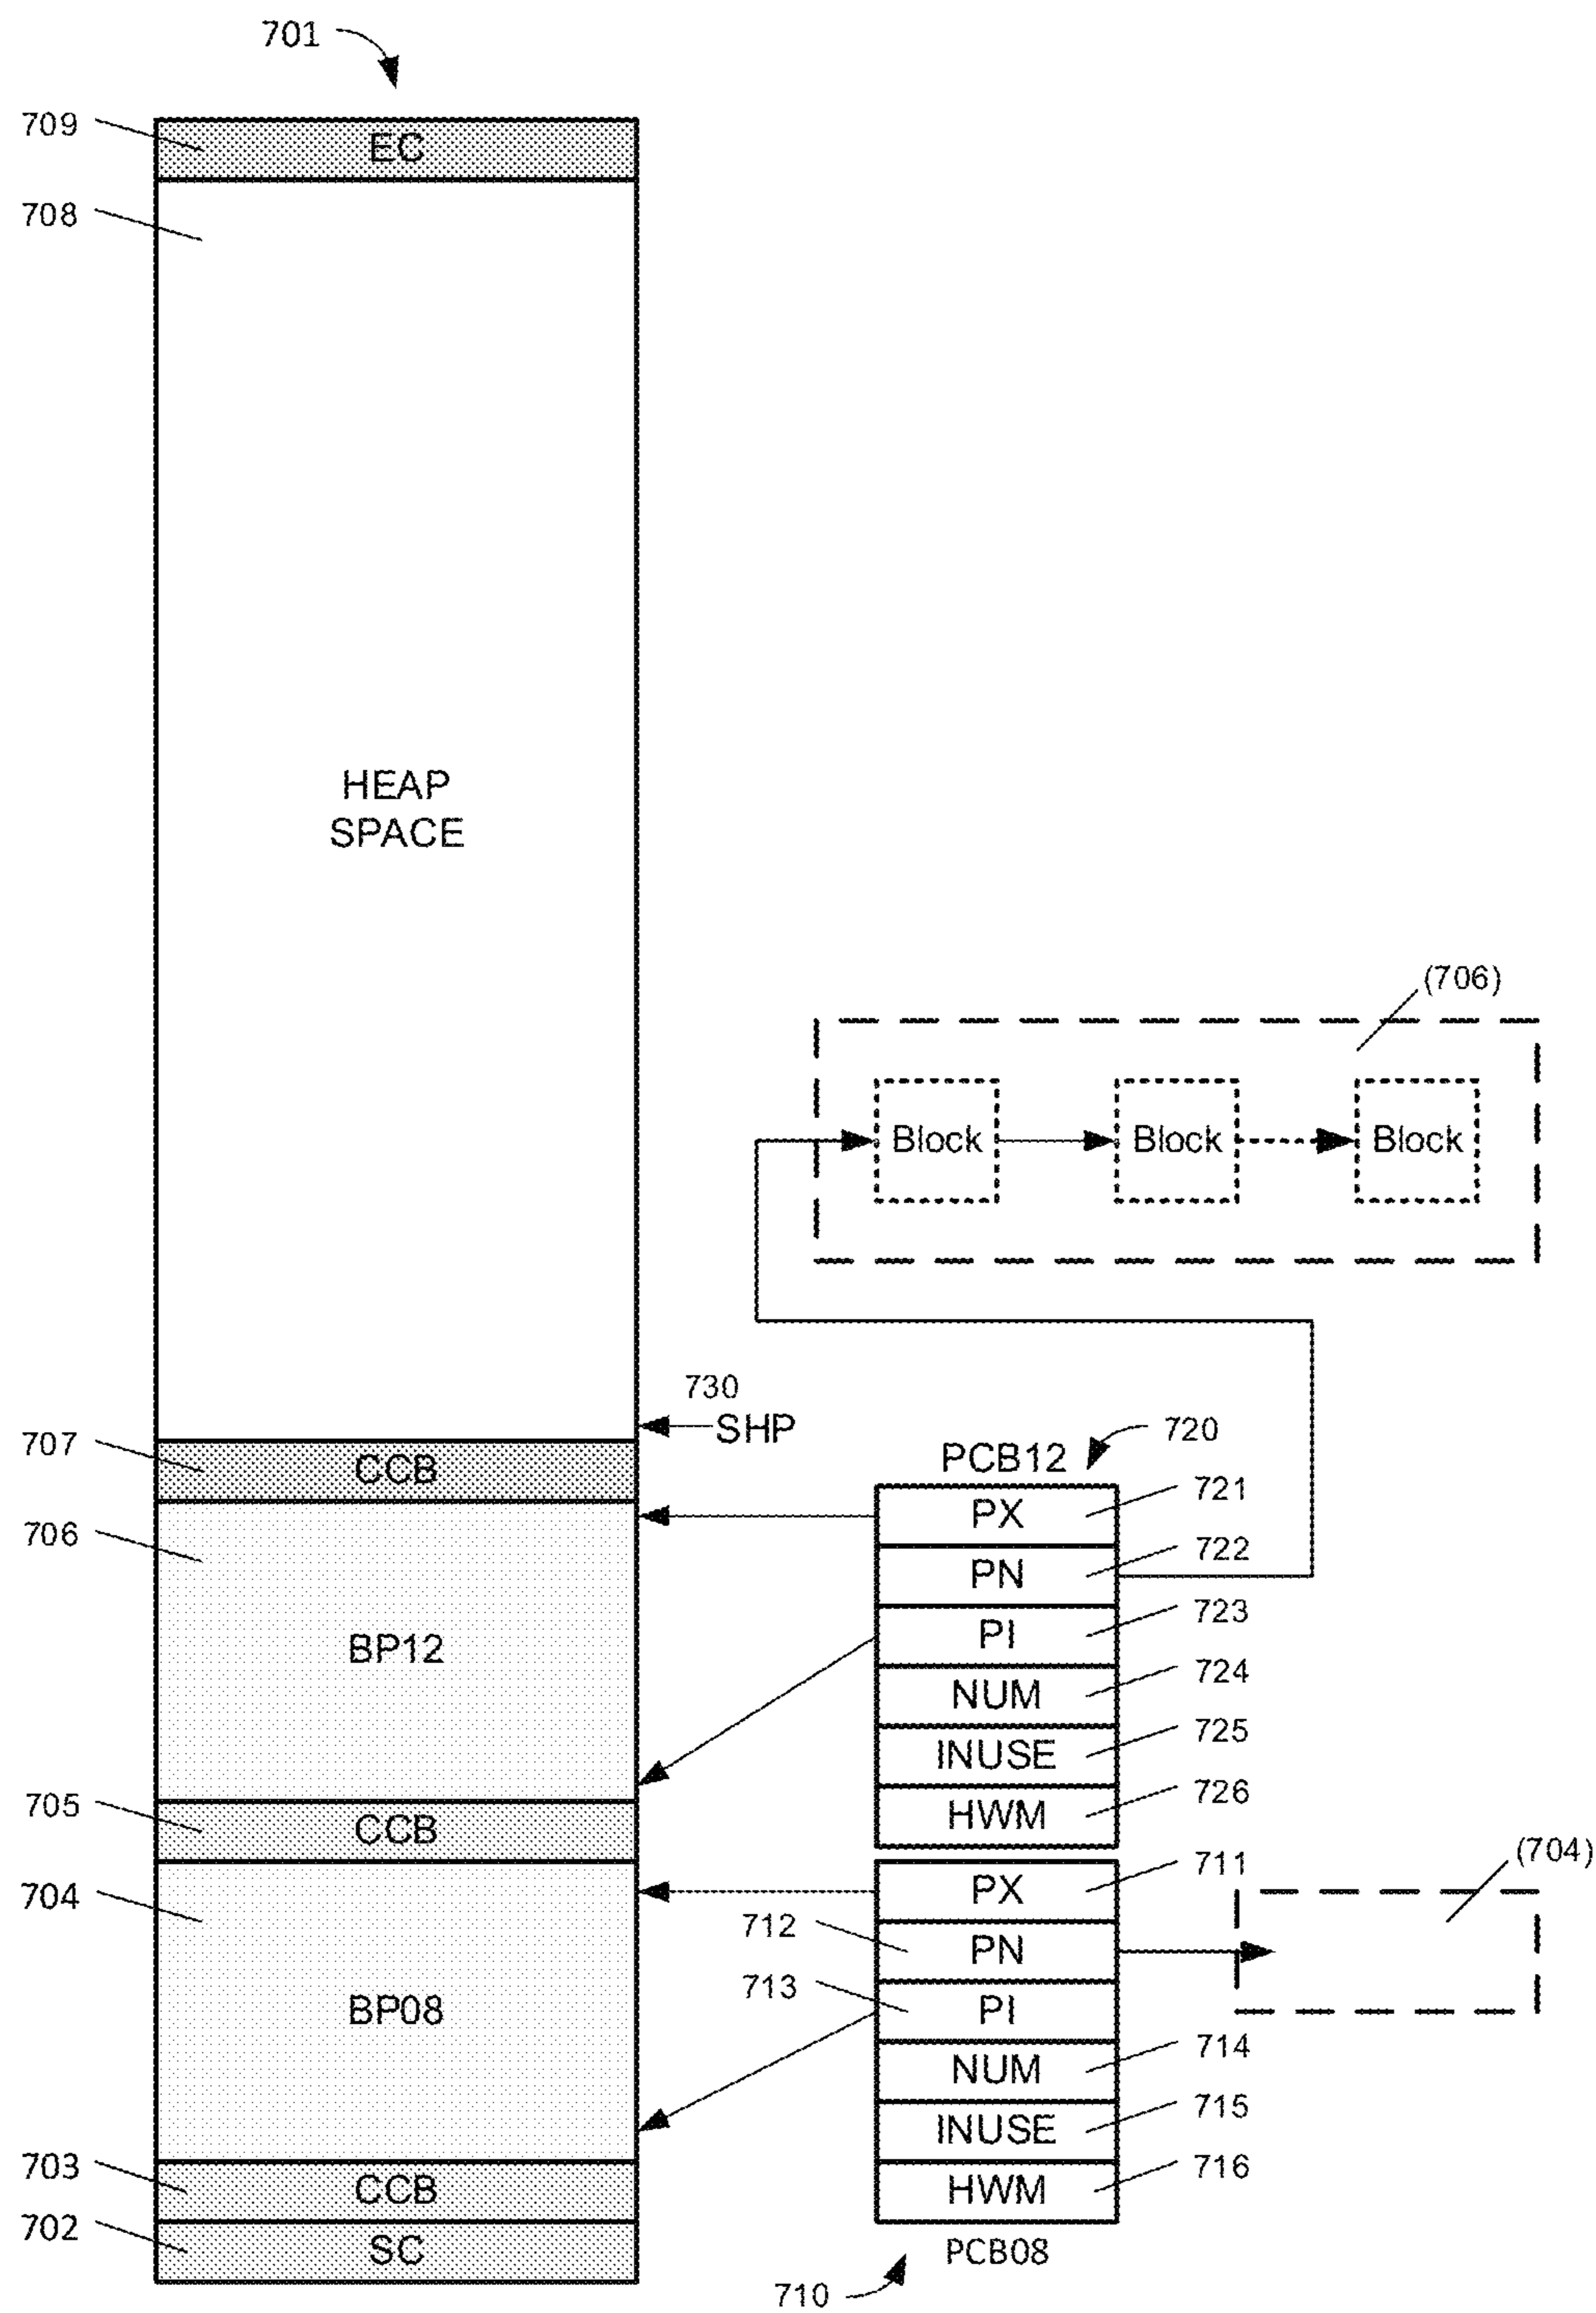 701
709
EC
708
HEAP
SPACE
(706)
Block
Block
Block
730
SHP
707
CCB
PCB12
720
706
PX
721
PN
722
BP12
PI
723
NUM
724
INUSE
725
705
CCB
HWM
726
(704)
704
PX
711
712
PN
BP08
713
PI
NUM
714
INUSE
715
703
CCB
HWM
716
702
SC
PCB08
710